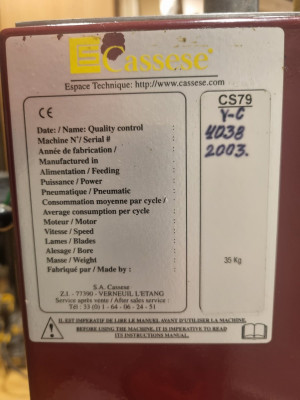 Cassese®
Espace Technique: http://www.cassese.com
CE
CS79
Date: / Name: Quality control :
Machine N°/ Serial # :
4038
Année de fabrication /
Manufactured in :
2003.
Alimentation / Feeding :
Puissance / Power :
Pneumatique / Pneumatic :
Consommation moyenne par cycle /
Average consumption per cycle :
Moteur / Motor :
Vitesse / Speed :
Lames / Blades :
Alesage / Bore :
Masse / Weight : 35 Kg
Fabriqué par / Made by :
S.A. Cassese
Z.I. - 77390 - VERNEUIL L'ETANG
Service après vente / After sales service :
Tél : 33 (0) 1 - 64 - 06 - 24 - 51
IL EST IMPERATIF DE LIRE LE MANUEL AVANT D'UTILISER LA MACHINE.
BEFORE USING THE MACHINE, IT IS IMPERATIVE TO READ
ITS INSTRUCTIONS MANUAL.